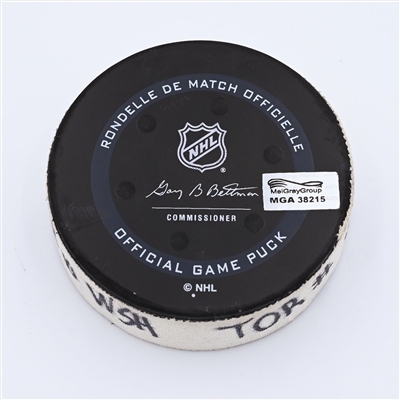 RONDELLE DE MATCH OFFICIELLE
NHL
Gary B Bettman
COMMISSIONER
MeiGrayGroup
MGA 38215
OFFICIAL GAME PUCK
© NHL
WSH TOR #